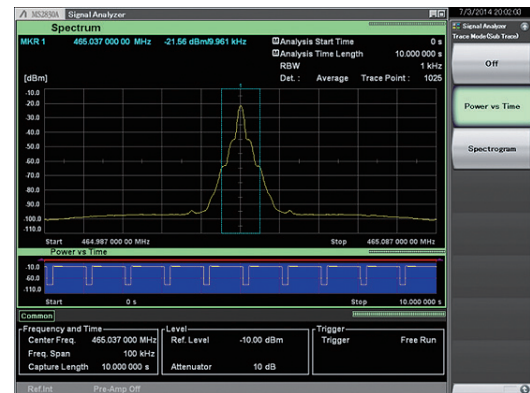 MS2830A Signal Analyzer
7/3/2014 20:02:00
Spectrum
MKR 1 465.037 000 00 MHz -21.56 dBm/9.961 kHz
M Analysis Start Time 0 s
M Analysis Time Length 10.000 000 s
RBW 1 kHz
[dBm]
Det. : Average Trace Point : 1025
-10.0
-20.0
-30.0
-40.0
-50.0
-60.0
-70.0
-80.0
-90.0
-100.0
-110.0
Start 464.987 000 00 MHz Stop 465.087 000 00 MHz
Power vs Time
-10.0
-60.0
-110.0
Start 0 s Stop 10.000 000 s
Common
Frequency and Time
Center Freq. 465.037 000 MHz
Freq. Span 100 kHz
Capture Length 10.000 000 s
Level
Ref. Level -10.00 dBm
Attenuator 10 dB
Trigger
Trigger Free Run
Ref.Int Pre-Amp Off
Signal Analyzer
Trace Mode(Sub Trace)
Off
Power vs Time
Spectrogram